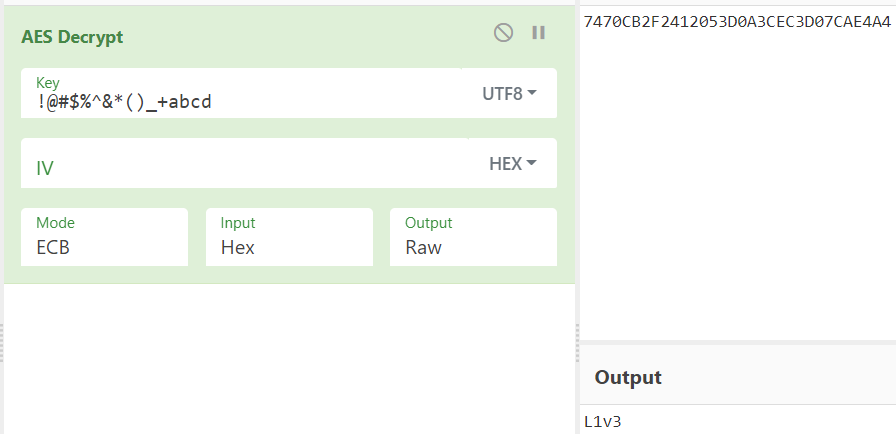 AES Decrypt
Key
!@#$%^&*()_+abcd
UTF8
IV
HEX
Mode
ECB
Input
Hex
Output
Raw
7470CB2F2412053D0A3CEC3D07CAE4A4
Output
L1v3